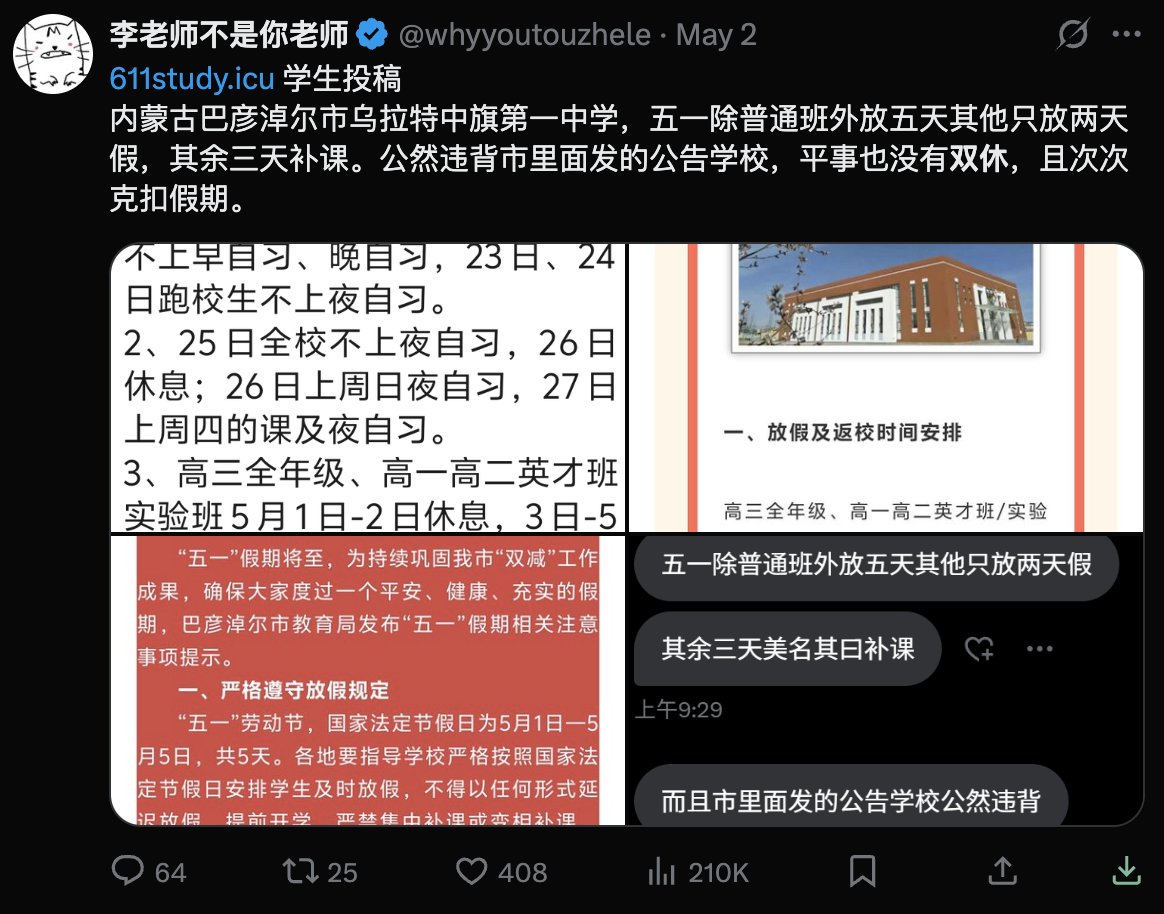 李老师不是你老师 @whyyoutouzhele · May 2
611study.icu 学生投稿
内蒙古巴彦淖尔市乌拉特中旗第一中学，五一除普通班外放五天其他只放两天
假，其余三天补课。公然违背市里面发的公告学校，平事也没有双休，且次次
克扣假期。
不上早自习、晚自习，23日、24
日跑校生不上夜自习。
2、25日全校不上夜自习，26日
休息；26日上周日夜自习，27日
上周四的课及夜自习。
3、高三全年级、高一高二英才班
实验班5月1日-2日休息，3日-5
一、放假及返校时间安排
高三全年级、高一高二英才班/实验
“五一”假期将至，为持续巩固我市“双减”工作
成果，确保大家度过一个平安、健康、充实的假
期，巴彦淖尔市教育局发布“五一”假期相关注意
事项提示。
一、严格遵守放假规定
“五一”劳动节，国家法定节假日为5月1日—5
月5日，共5天。各地要指导学校严格按照国家法
定节假日安排学生及时放假，不得以任何形式延
迟放假、提前开学，严禁集中补课或变相补课
五一除普通班外放五天其他只放两天假
其余三天美名其曰补课
上午9:29
而且市里面发的公告学校公然违背
64 25 408 210K